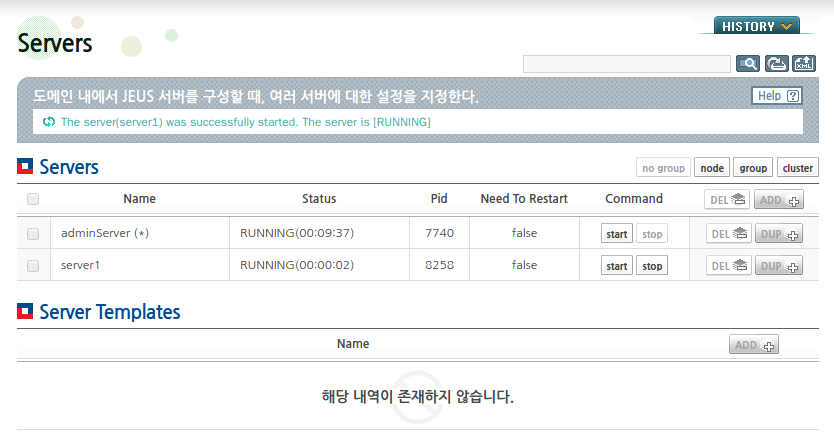 Servers
HISTORY
XML
도메인 내에서 JEUS 서버를 구성할 때, 여러 서버에 대한 설정을 지정한다.
Help ?
The server(server1) was successfully started. The server is [RUNNING]
Servers
no group node group cluster
Name Status Pid Need To Restart Command DEL ADD
adminServer (*) RUNNING(00:09:37) 7740 false start stop DEL DUP
server1 RUNNING(00:00:02) 8258 false start stop DEL DUP
Server Templates
Name ADD
해당 내역이 존재하지 않습니다.